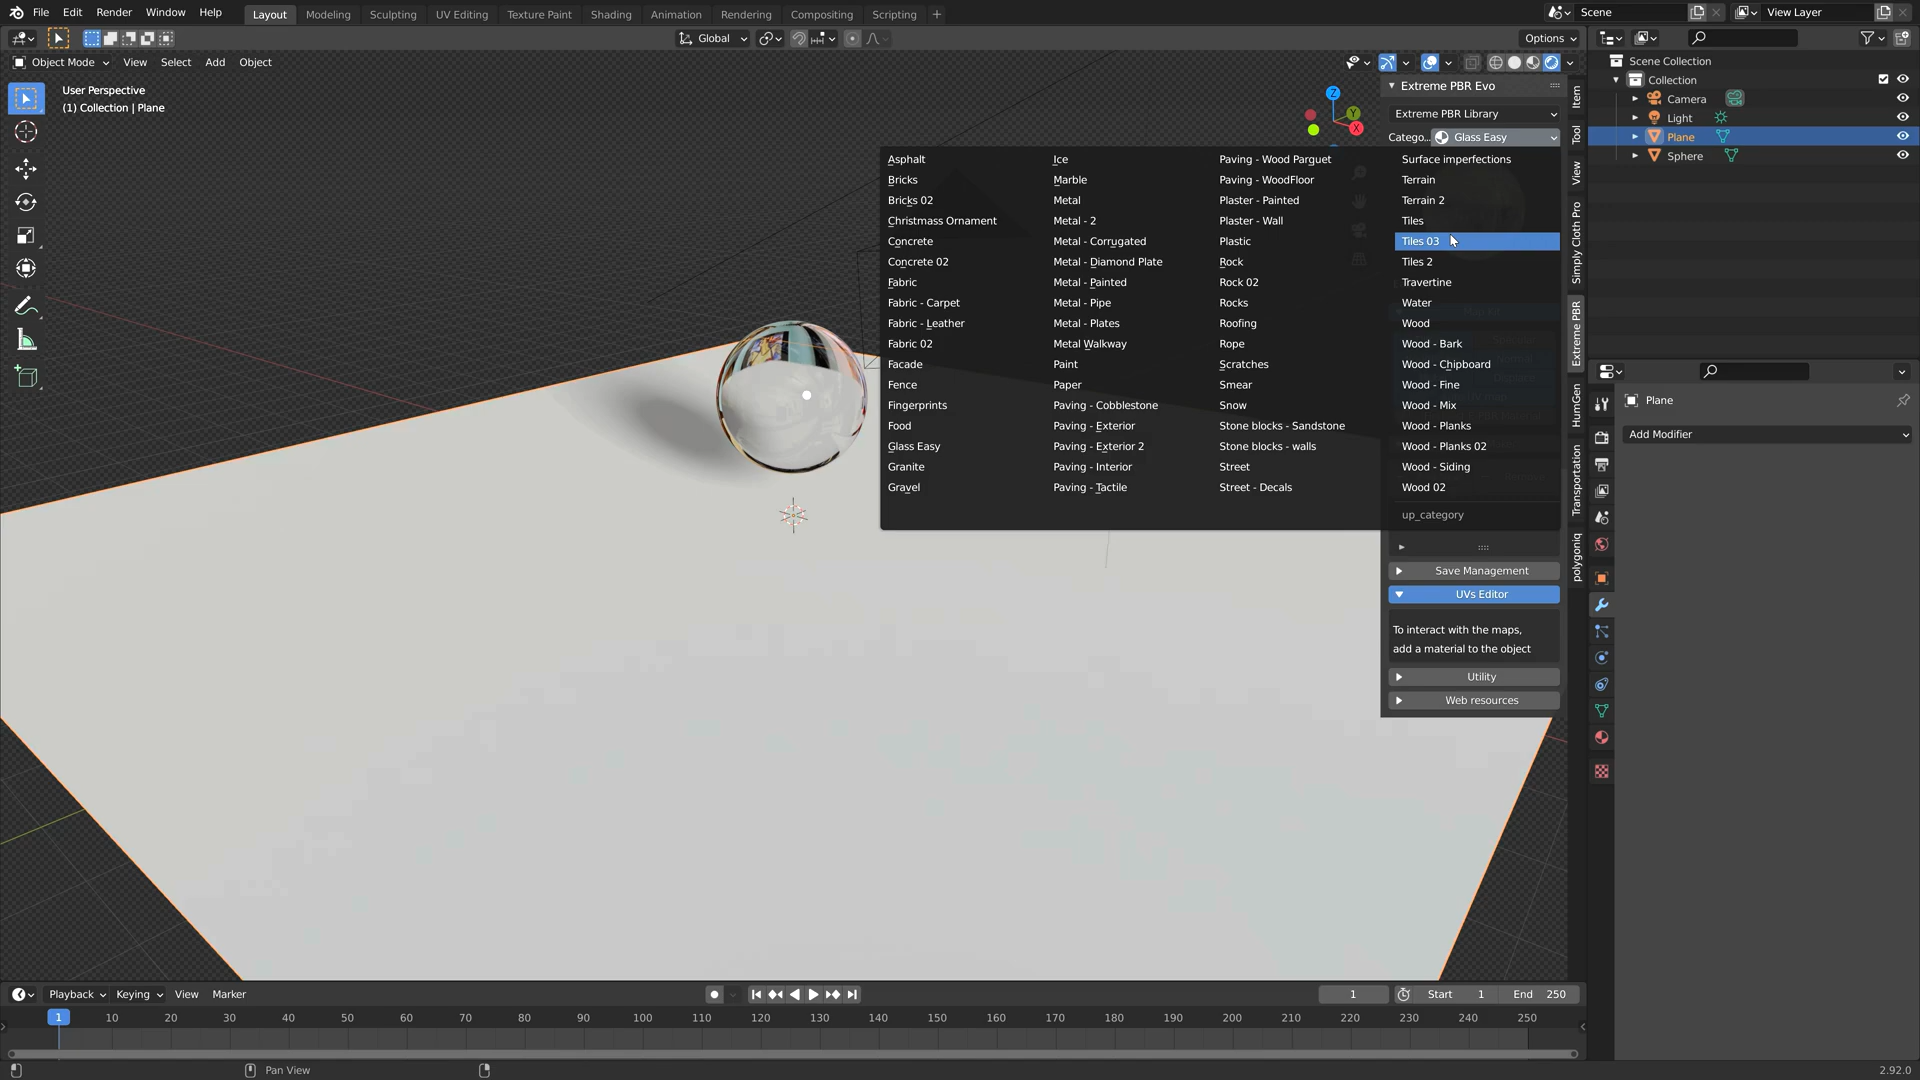 File Edit Render Window Help Layout Modeling Sculpting UV Editing Texture Paint Shading Animation Rendering Compositing Scripting + Scene View Layer
Global Options
Object Mode View Select Add Object
User Perspective
(1) Collection | Plane
Z
Y
X
Extreme PBR Evo
Extreme PBR Library
Catego... Glass Easy
Asphalt
Bricks
Bricks 02
Christmass Ornament
Concrete
Concrete 02
Fabric
Fabric - Carpet
Fabric - Leather
Fabric 02
Facade
Fence
Fingerprints
Food
Glass Easy
Granite
Gravel
Ice
Marble
Metal
Metal - 2
Metal - Corrugated
Metal - Diamond Plate
Metal - Painted
Metal - Pipe
Metal - Plates
Metal Walkway
Paint
Paper
Paving - Cobblestone
Paving - Exterior
Paving - Exterior 2
Paving - Interior
Paving - Tactile
Paving - Wood Parguet
Paving - WoodFloor
Plaster - Painted
Plaster - Wall
Plastic
Rock
Rock 02
Rocks
Roofing
Rope
Scratches
Smear
Snow
Stone blocks - Sandstone
Stone blocks - walls
Street
Street - Decals
Surface imperfections
Terrain
Terrain 2
Tiles
Tiles 03
Tiles 2
Travertine
Water
Wood
Wood - Bark
Wood - Chipboard
Wood - Fine
Wood - Mix
Wood - Planks
Wood - Planks 02
Wood - Siding
Wood 02
up_category
Save Management
UVs Editor
To interact with the maps,
add a material to the object
Utility
Web resources
Item
Tool
View
Simply Cloth Pro
Extreme PBR
HumGen
Transportation
polygoniq
Scene Collection
Collection
Camera
Light
Plane
Sphere
Plane
Add Modifier
Playback Keying View Marker 1 Start 1 End 250
1 10 20 30 40 50 60 70 80 90 100 110 120 130 140 150 160 170 180 190 200 210 220 230 240 250
Pan View 2.92.0